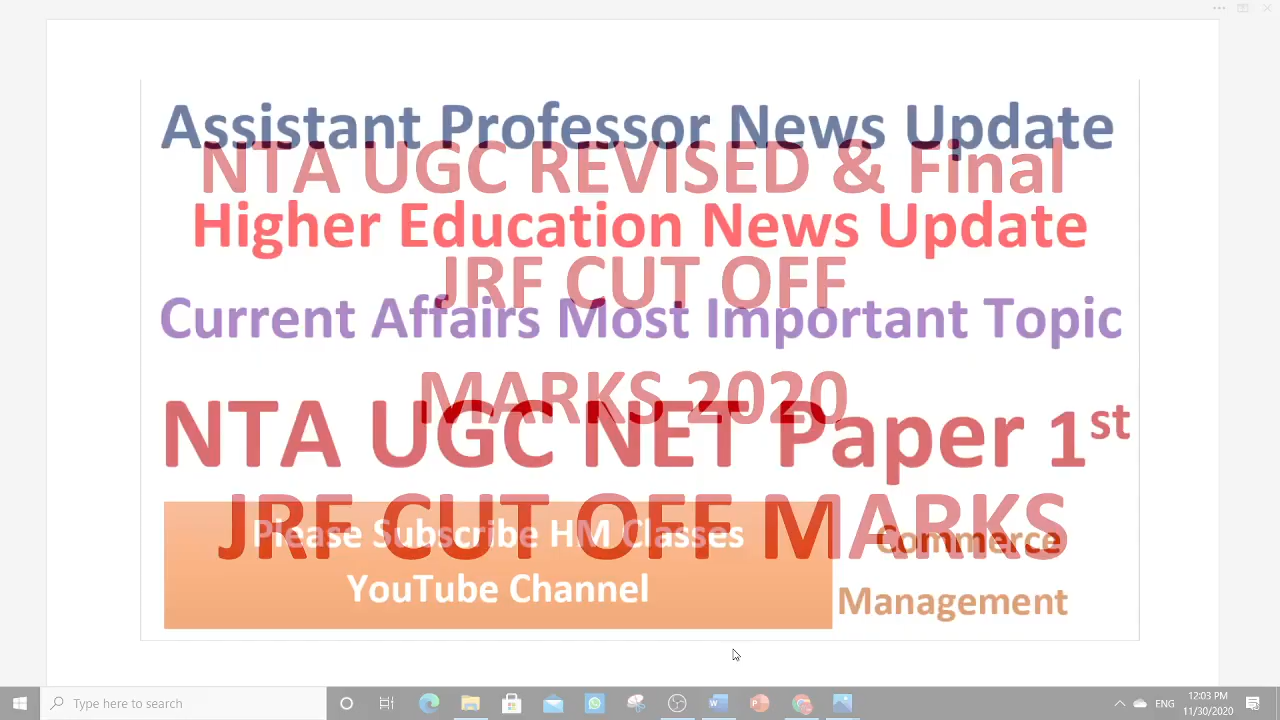 Assistant Professor News Update
NTA UGC REVISED & Final
Higher Education News Update
JRF CUT OFF
Current Affairs Most Important Topic
MARKS 2020
NTA UGC NET Paper 1st
JRF CUT OFF MARKS
Please Subscribe HM Classes
YouTube Channel
Commerce
Management
Type here to search
ENG
12:03 PM
11/30/2020